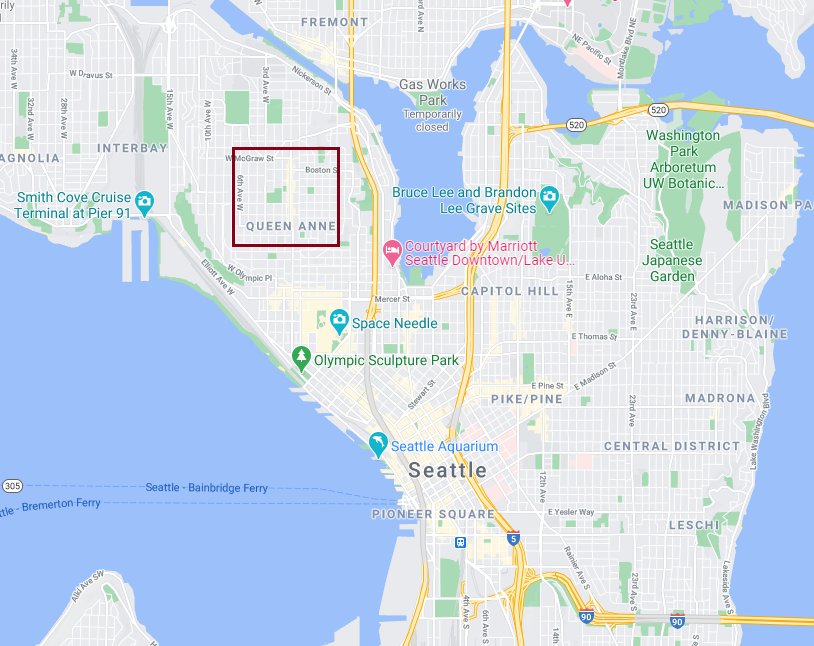 rily
FREMONT
34th Ave W
32nd Ave W
28th Ave W
W Dravus St
15th Ave W
10th Ave W
3rd Ave W
Nickerson St
NE Pacific St
Montlake Blvd NE
Gas Works
Park
Temporarily
closed
520
520
Washington
Park
Arboretum
UW Botanic...
AGNOLIA
INTERBAY
W McGraw St
Boston S
6th Ave W
QUEEN ANNE
Smith Cove Cruise
Terminal at Pier 91
Bruce Lee and Brandon
Lee Grave Sites
MADISON PA
Courtyard by Marriott
Seattle Downtown/Lake U...
Seattle
Japanese
Garden
W Olympic Pl
Elliott Ave W
Mercer St
CAPITOL HILL
15th Ave E
E Aloha St
23rd Ave E
HARRISON/
DENNY-BLAINE
Space Needle
E Thomas St
Olympic Sculpture Park
Stewart St
E Pine St
E Madison St
PIKE/PINE
23rd Ave
MADRONA
Lake Washington Blvd
Seattle Aquarium
CENTRAL DISTRICT
Seattle
12th Ave
305
Seattle - Bainbridge Ferry
ttle - Bremerton Ferry
PIONEER SQUARE
E Yesler Way
LESCHI
5
Rainier Ave S
23rd Ave S
Lakeside Ave S
Alki Ave SW
4th Ave S
6th Ave S
14th
90
90